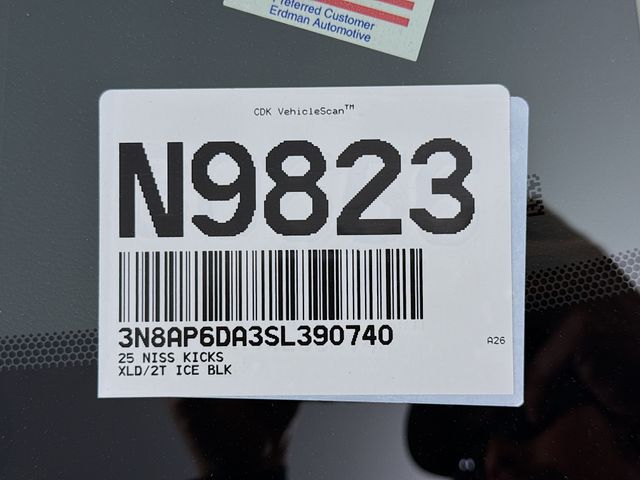 Preferred Customer
Erdman Automotive
CDK VehicleScan™
N9823
3N8AP6DA3SL390740
A26
25 NISS KICKS
XLD/2T ICE BLK